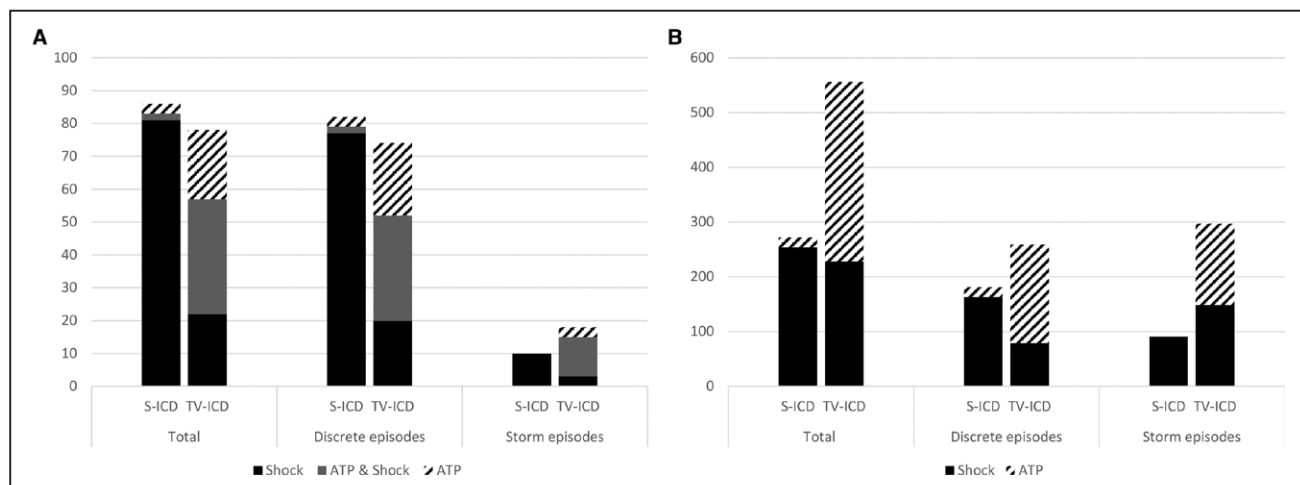 A
100
90
80
70
60
50
40
30
20
10
0
S-ICD TV-ICD S-ICD TV-ICD S-ICD TV-ICD
Total Discrete episodes Storm episodes
Shock ATP & Shock ATP
B
600
500
400
300
200
100
0
S-ICD TV-ICD S-ICD TV-ICD S-ICD TV-ICD
Total Discrete episodes Storm episodes
Shock ATP